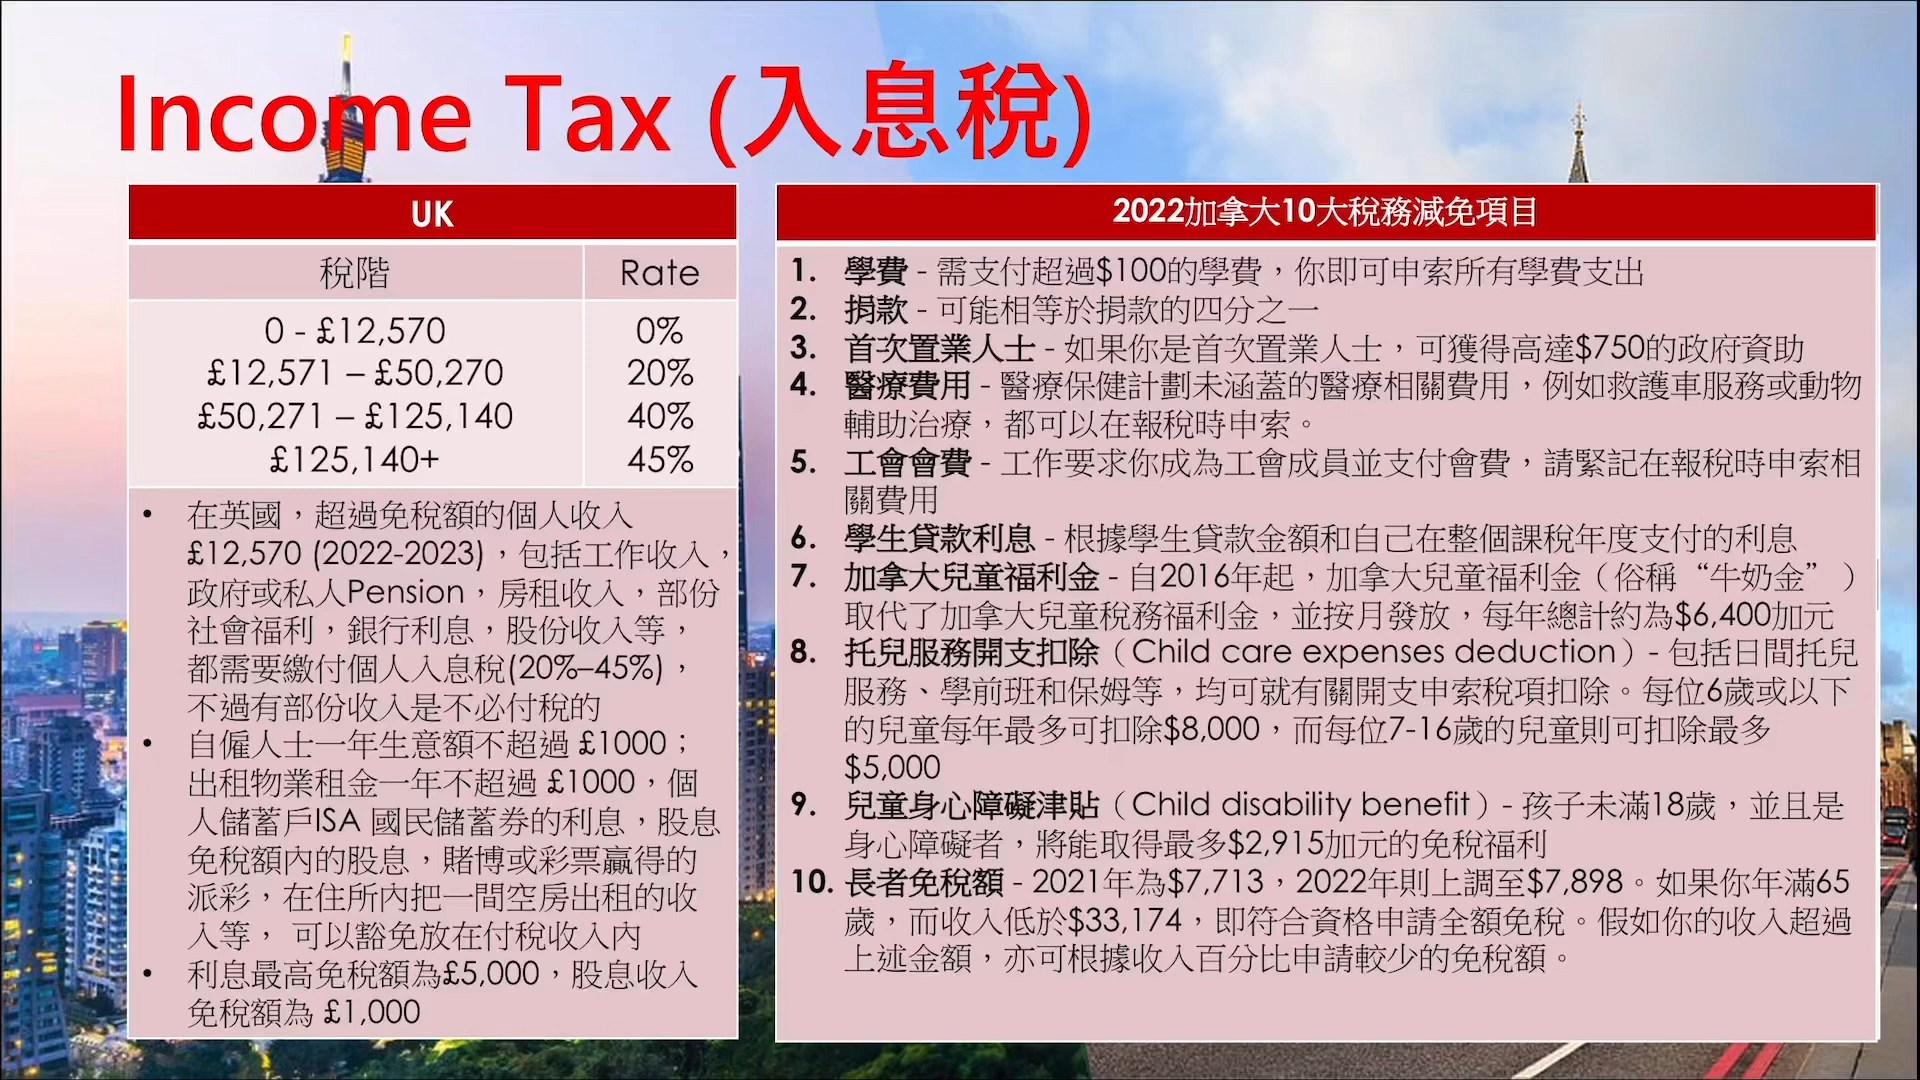 Income Tax (入息稅)
UK
稅階 Rate
0 - £12,570 0%
£12,571 – £50,270 20%
£50,271 – £125,140 40%
£125,140+ 45%
• 在英國，超過免稅額的個人收入
£12,570 (2022-2023)，包括工作收入，
政府或私人Pension，房租收入，部份
社會福利，銀行利息，股份收入等，
都需要繳付個人入息稅(20%–45%)，
不過有部份收入是不必付稅的
• 自僱人士一年生意額不超過 £1000；
出租物業租金一年不超過 £1000，個
人儲蓄戶ISA 國民儲蓄券的利息，股息
免稅額內的股息，賭博或彩票贏得的
派彩，在住所內把一間空房出租的收
入等， 可以豁免放在付稅收入內
• 利息最高免稅額為£5,000，股息收入
免稅額為 £1,000
2022加拿大10大稅務減免項目
1. 學費 - 需支付超過$100的學費，你即可申索所有學費支出
2. 捐款 - 可能相等於捐款的四分之一
3. 首次置業人士 - 如果你是首次置業人士，可獲得高達$750的政府資助
4. 醫療費用 - 醫療保健計劃未涵蓋的醫療相關費用，例如救護車服務或動物
輔助治療，都可以在報稅時申索。
5. 工會會費 - 工作要求你成為工會成員並支付會費，請緊記在報稅時申索相
關費用
6. 學生貸款利息 - 根據學生貸款金額和自己在整個課稅年度支付的利息
7. 加拿大兒童福利金 - 自2016年起，加拿大兒童福利金（俗稱“牛奶金”）
取代了加拿大兒童稅務福利金，並按月發放，每年總計約為$6,400加元
8. 托兒服務開支扣除（Child care expenses deduction）- 包括日間托兒
服務、學前班和保姆等，均可就有關開支申索稅項扣除。每位6歲或以下
的兒童每年最多可扣除$8,000，而每位7-16歲的兒童則可扣除最多
$5,000
9. 兒童身心障礙津貼（Child disability benefit）- 孩子未滿18歲，並且是
身心障礙者，將能取得最多$2,915加元的免稅福利
10. 長者免稅額 - 2021年為$7,713，2022年則上調至$7,898。如果你年滿65
歲，而收入低於$33,174，即符合資格申請全額免稅。假如你的收入超過
上述金額，亦可根據收入百分比申請較少的免稅額。